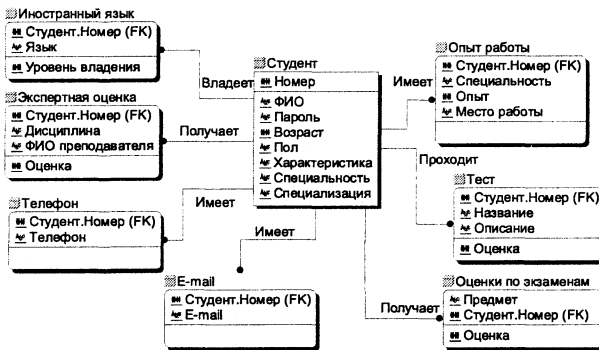 Иностранный язык
Студент.Номер (FK)
Язык
Уровень владения
Владеет
Экспертная оценка
Студент.Номер (FK)
Дисциплина
ФИО преподавателя
Оценка
Получает
Телефон
Студент.Номер (FK)
Телефон
Имеет
E-mail
Студент.Номер (FK)
E-mail
Имеет
Студент
Номер
ФИО
Пароль
Возраст
Пол
Характеристика
Специальность
Специализация
Опыт работы
Студент.Номер (FK)
Специальность
Опыт
Место работы
Имеет
Проходит
Тест
Студент.Номер (FK)
Название
Описание
Оценка
Оценки по экзаменам
Предмет
Студент.Номер (FK)
Оценка
Получает